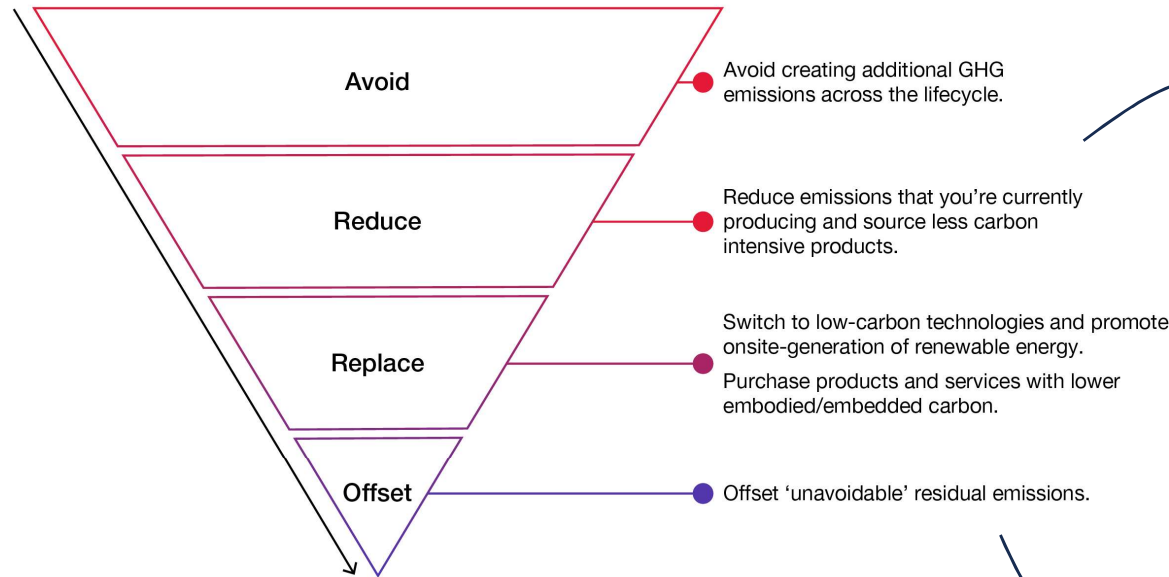 Avoid
Avoid creating additional GHG
emissions across the lifecycle.
Reduce
Reduce emissions that you’re currently
producing and source less carbon
intensive products.
Replace
Switch to low-carbon technologies and promote
onsite-generation of renewable energy.
Purchase products and services with lower
embodied/embedded carbon.
Offset
Offset ‘unavoidable’ residual emissions.